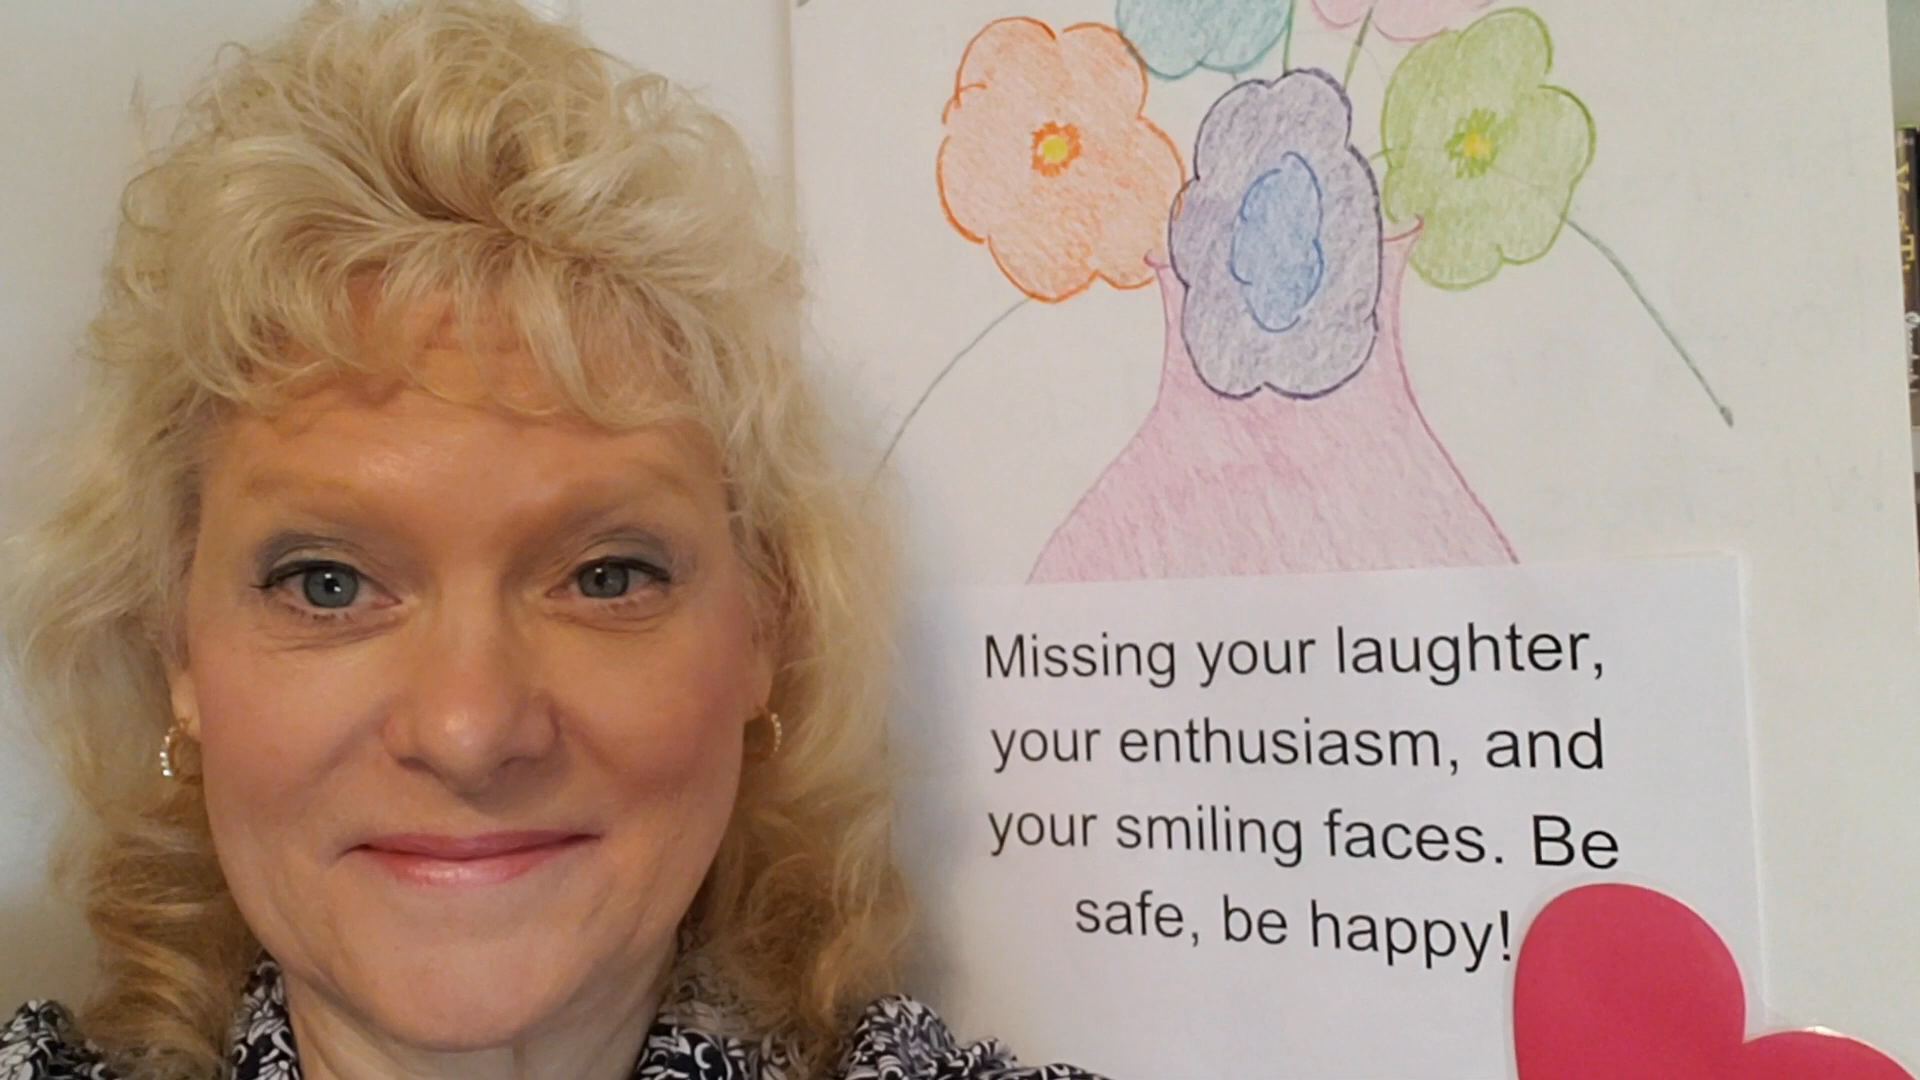 Missing your laughter,
your enthusiasm, and
your smiling faces. Be
safe, be happy!